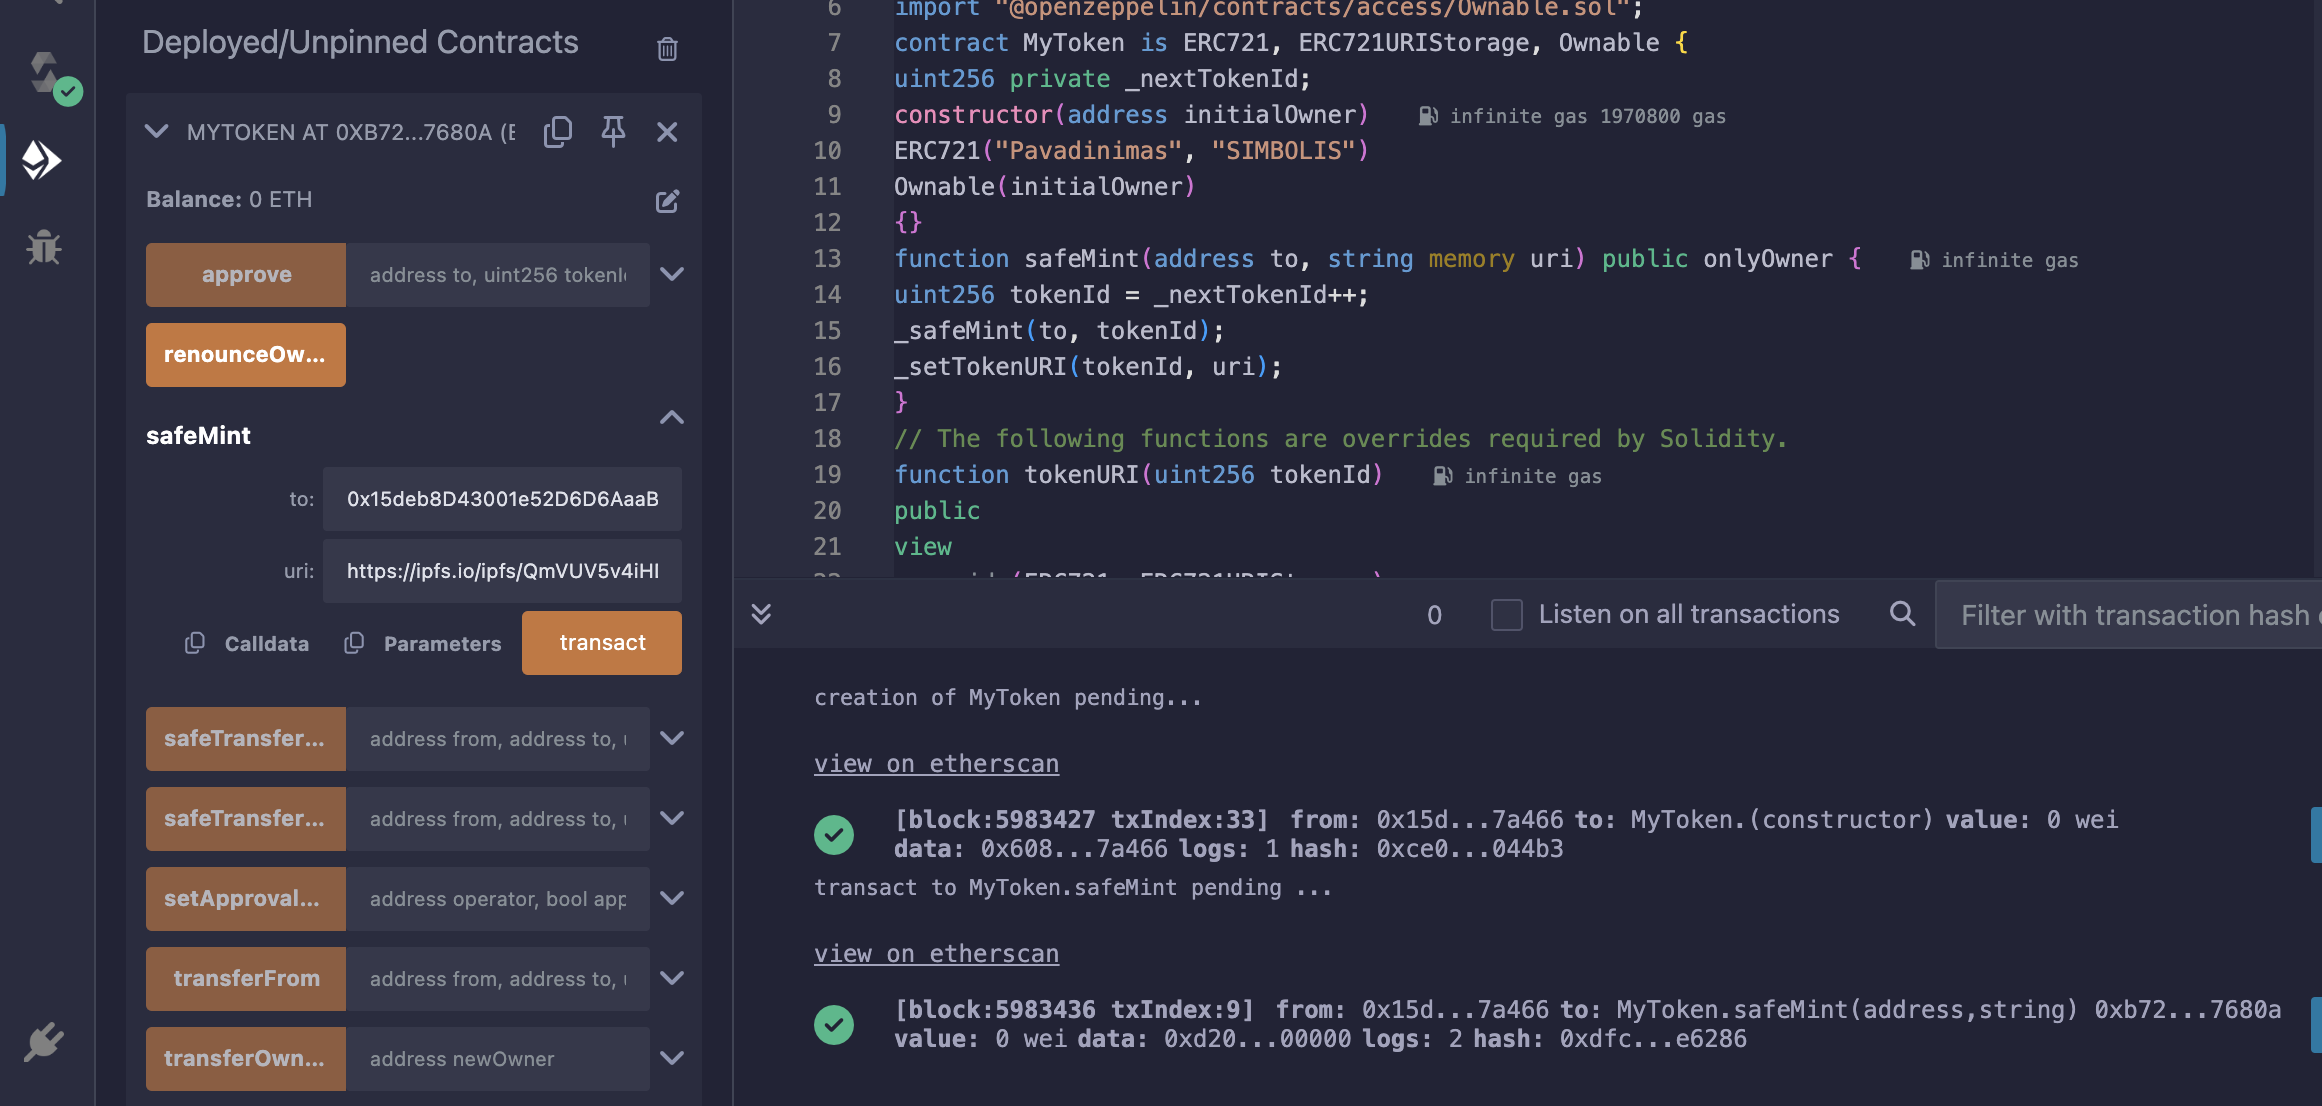 Deployed/Unpinned Contracts
MYTOKEN AT 0XB72...7680A (
Balance: 0 ETH
approve
address to, uint256
renounceOw...
safeMint
to:
0x15deb8D43001e52D6D6AaaB
uri:
https://ipfs.io/ipfs/QmVUV5v4iHI
Calldata
Parameters
transact
safeTransfer...
address from, address to,
safeTransfer...
address from, address to,
setApproval...
address operator, bool app
transferFrom
address from, address to,
transferOwn...
address newOwner
6 import "@openzeppelin/contracts/access/Ownable.sol";
7 contract MyToken is ERC721, ERC721URIStorage, Ownable {
8 uint256 private _nextTokenId;
9 constructor(address initialOwner) infinite gas 1970800 gas
10 ERC721("Pavadinimas", "SIMBOLIS")
11 Ownable(initialOwner)
12 {}
13 function safeMint(address to, string memory uri) public onlyOwner { infinite gas
14 uint256 tokenId = _nextTokenId++;
15 _safeMint(to, tokenId);
16 _setTokenURI(tokenId, uri);
17 }
18 // The following functions are overrides required by Solidity.
19 function tokenURI(uint256 tokenId) infinite gas
20 public
21 view
0
Listen on all transactions
Filter with transaction hash
creation of MyToken pending...
view on etherscan
[block:5983427 txIndex:33] from: 0x15d...7a466 to: MyToken.(constructor) value: 0 wei
data: 0x608...7a466 logs: 1 hash: 0xce0...044b3
transact to MyToken.safeMint pending ...
view on etherscan
[block:5983436 txIndex:9] from: 0x15d...7a466 to: MyToken.safeMint(address,string) 0xb72...7680a
value: 0 wei data: 0xd20...00000 logs: 2 hash: 0xdfc...e6286